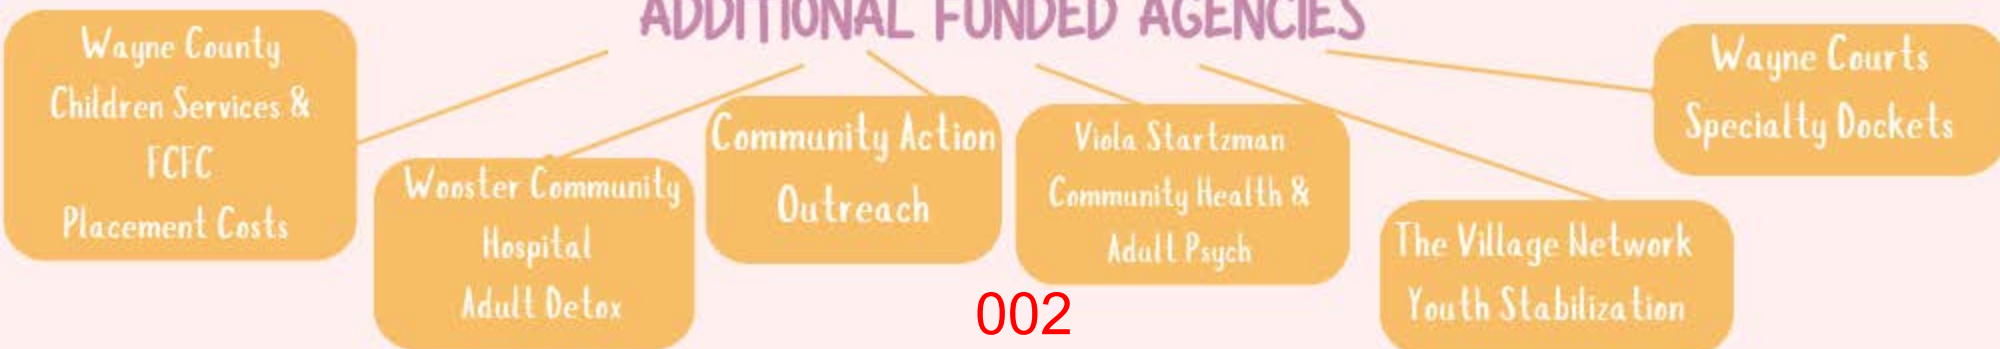 ADDITIONAL FUNDED AGENCIES
Wayne County
Children Services &
FCFC
Placement Costs
Wooster Community
Hospital
Adult Detox
Community Action
Outreach
Viola Startzman
Community Health &
Adult Psych
The Village Network
Youth Stabilization
Wayne Courts
Specialty Dockets
002